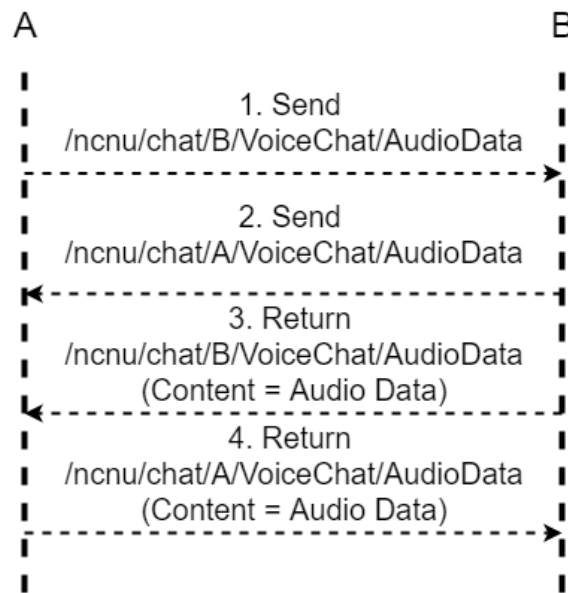 A
B
1. Send
/ncnu/chat/B/VoiceChat/AudioData
2. Send
/ncnu/chat/A/VoiceChat/AudioData
3. Return
/ncnu/chat/B/VoiceChat/AudioData
(Content = Audio Data)
4. Return
/ncnu/chat/A/VoiceChat/AudioData
(Content = Audio Data)